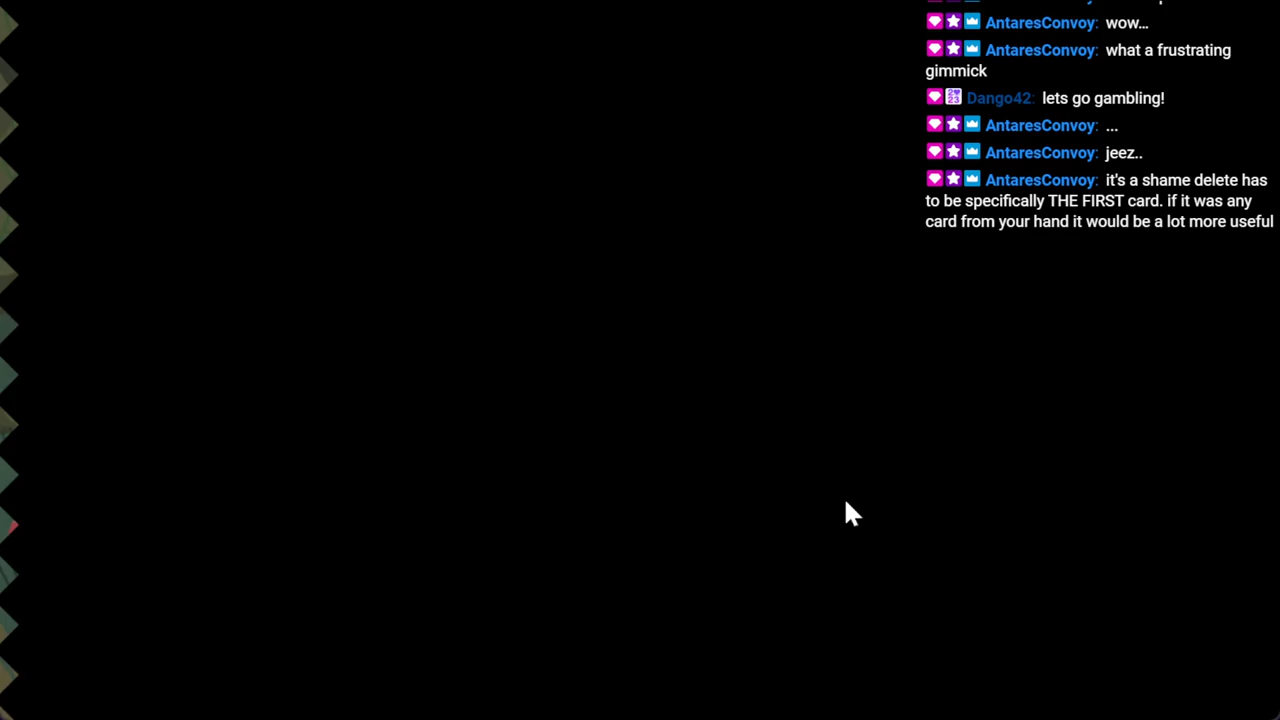 AntaresConvoy: wow...
AntaresConvoy: what a frustrating
gimmick
Dango42: lets go gambling!
AntaresConvoy: ...
AntaresConvoy: jeez..
AntaresConvoy: it's a shame delete has
to be specifically THE FIRST card. if it was any
card from your hand it would be a lot more useful